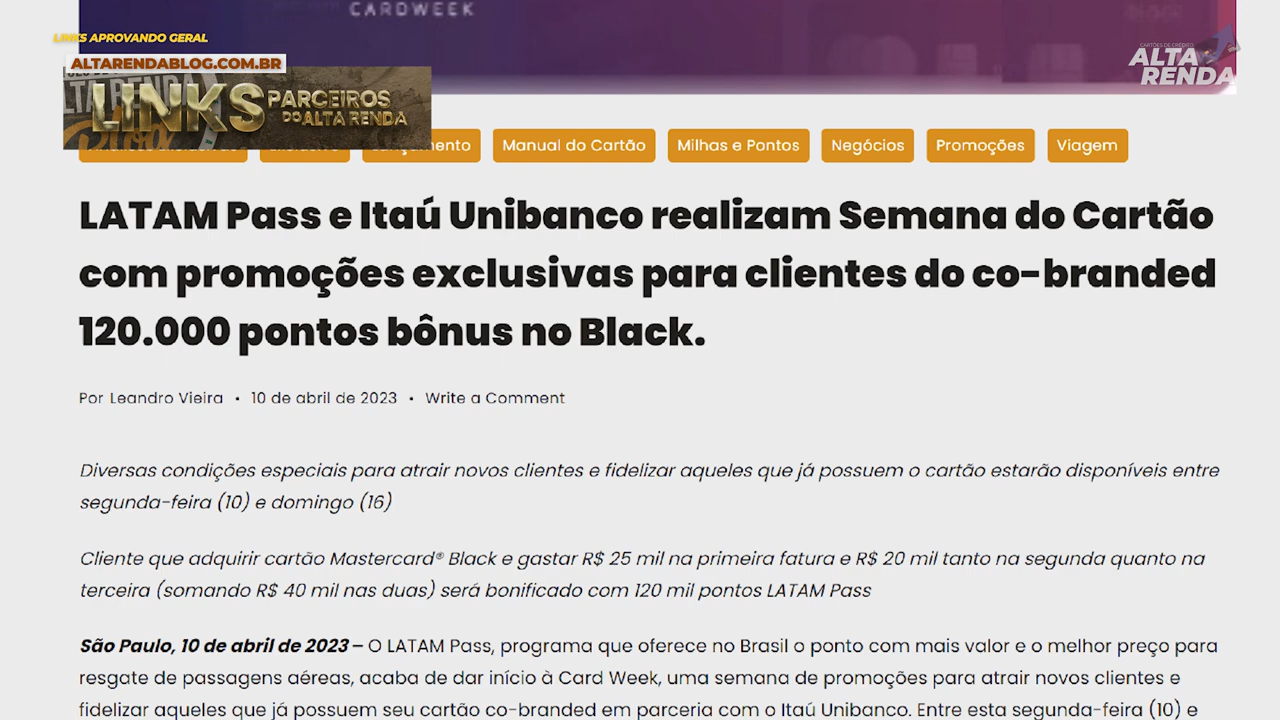 CARDWEEK
LINKS APROVANDO GERAL
ALTARENDABLOG.COM.BR
CARTÕES DE CRÉDITO
ALTA
RENDA
LINKS PARCEIROS
DO ALTA RENDA
Manual do Cartão
Milhas e Pontos
Negócios
Promoções
Viagem
LATAM Pass e Itaú Unibanco realizam Semana do Cartão
com promoções exclusivas para clientes do co-branded
120.000 pontos bônus no Black.
Por Leandro Vieira • 10 de abril de 2023 • Write a Comment
Diversas condições especiais para atrair novos clientes e fidelizar aqueles que já possuem o cartão estarão disponíveis entre
segunda-feira (10) e domingo (16)
Cliente que adquirir cartão Mastercard® Black e gastar R$ 25 mil na primeira fatura e R$ 20 mil tanto na segunda quanto na
terceira (somando R$ 40 mil nas duas) será bonificado com 120 mil pontos LATAM Pass
São Paulo, 10 de abril de 2023 – O LATAM Pass, programa que oferece no Brasil o ponto com mais valor e o melhor preço para
resgate de passagens aéreas, acaba de dar início à Card Week, uma semana de promoções para atrair novos clientes e
fidelizar aqueles que já possuem seu cartão co-branded em parceria com o Itaú Unibanco. Entre esta segunda-feira (10) e